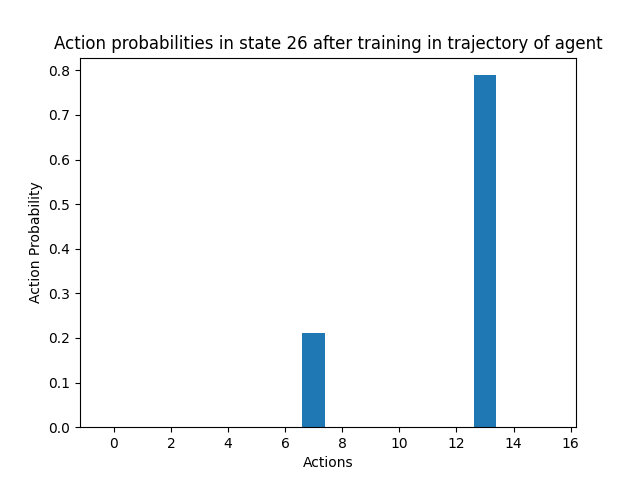 Action probabilities in state 26 after training in trajectory of agent
0.8
0.7
0.6
0.5
0.4
0.3
0.2
0.1
0.0
Action Probability
0 2 4 6 8 10 12 14 16
Actions